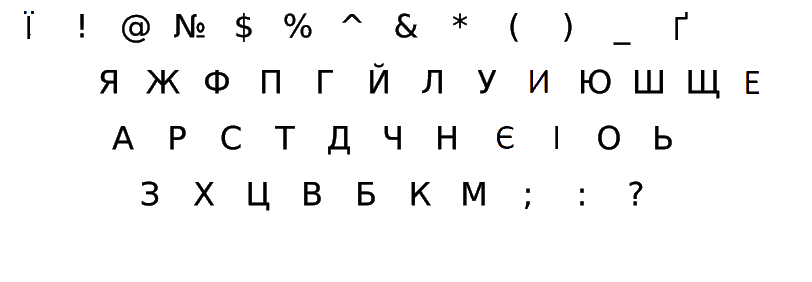 Ї ! @ № $ % ^ & * ( ) _ Ґ
Я Ж Ф П Г Й Л У И Ю Ш Щ Е
А Р С Т Д Ч Н Є І О Ь
З Х Ц В Б К М ; : ?